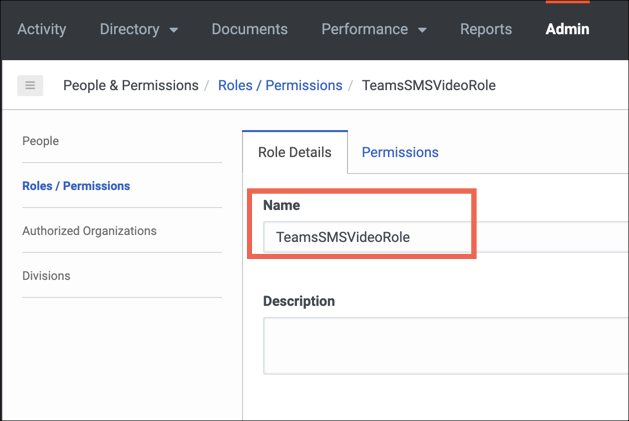 Activity Directory Documents Performance Reports Admin
People & Permissions / Roles / Permissions / TeamsSMSVideoRole
People
Roles / Permissions
Authorized Organizations
Divisions
Role Details Permissions
Name
TeamsSMSVideoRole
Description